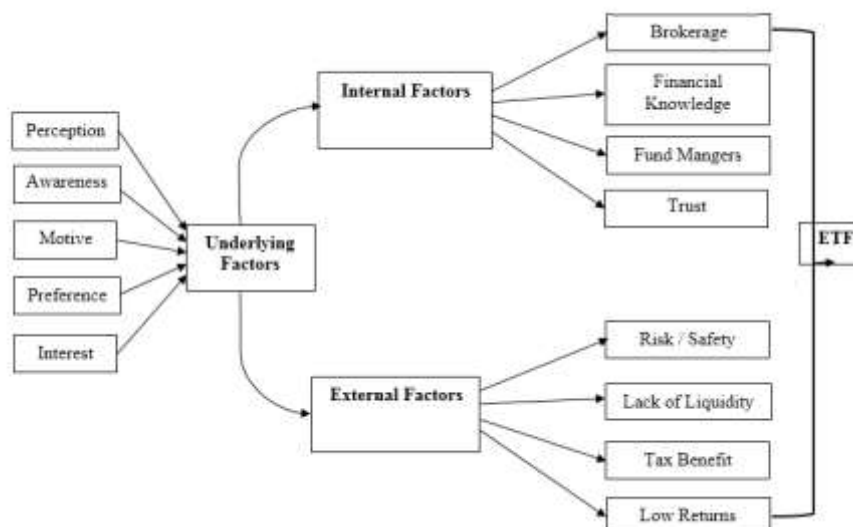 Perception
Awareness
Motive
Preference
Interest
Underlying
Factors
Internal Factors
External Factors
Brokerage
Financial
Knowledge
Fund Mangers
Trust
Risk / Safety
Lack of Liquidity
Tax Benefit
Low Returns
ETF